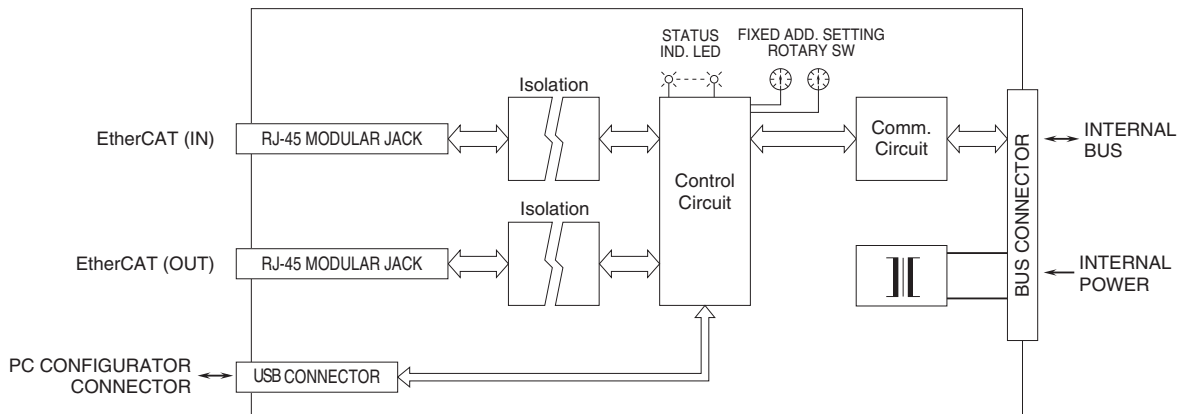 STATUS
IND. LED
FIXED ADD. SETTING
ROTARY SW
Isolation
EtherCAT (IN)
RJ-45 MODULAR JACK
Control
Circuit
Comm.
Circuit
BUS CONNECTOR
INTERNAL
BUS
Isolation
EtherCAT (OUT)
RJ-45 MODULAR JACK
INTERNAL
POWER
PC CONFIGURATOR
CONNECTOR
USB CONNECTOR